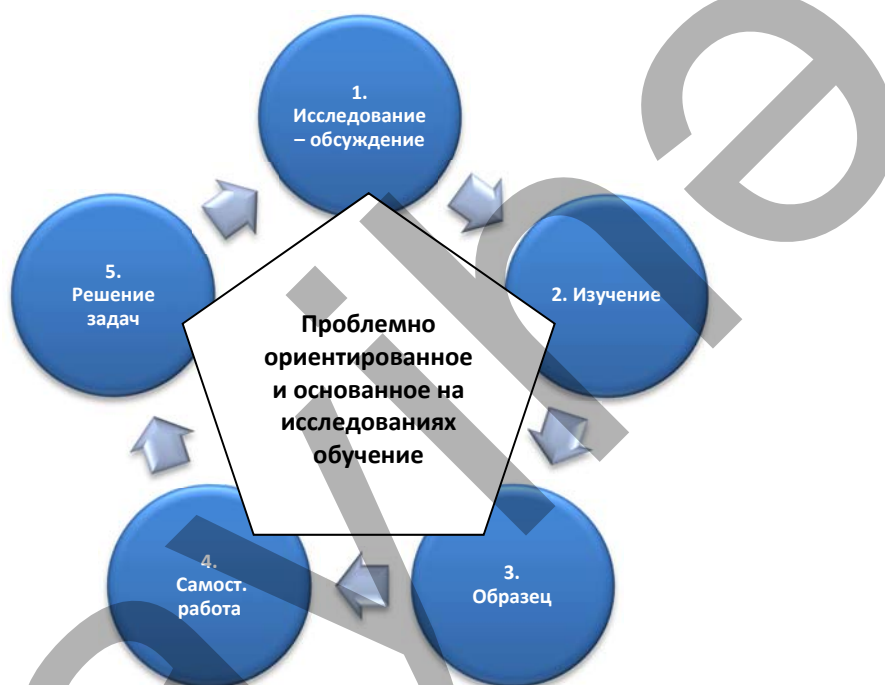 1.
Исследование
– обсуждение
2. Изучение
3.
Образец
4.
Самост.
работа
5.
Решение
задач
Проблемно
ориентированное
и основанное на
исследованиях
обучение